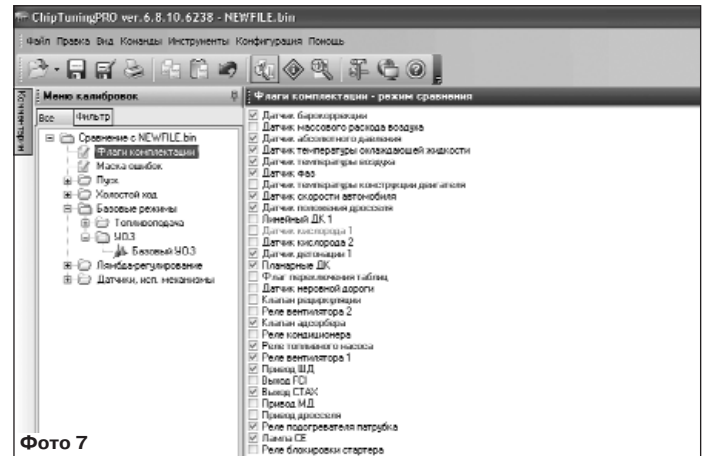 ChipTuningPRO ver.6.8.10.6238 - NEWFILE.bin
Файл Правка Вид Команды Инструменты Конфигурация Помощь
Комментарии
Меню калибровок
Все Фильтр
Сравнение с NEWFILE.bin
Флаги комплектации
Маска ошибок
Пуск
Холостой ход
Базовые режимы
Топливоподача
УОЗ
Базовый УОЗ
Лямбда-регулирование
Датчики, исп. механизмы
Флаги комплектации - режим сравнения
Датчик барокоррекции
Датчик массового расхода воздуха
Датчик абсолютного давления
Датчик температуры охлаждающей жидкости
Датчик температуры воздуха
Датчик фаз
Датчик температуры конструкции двигателя
Датчик скорости автомобиля
Датчик положения дросселя
Линейный ДК 1
Датчик кислорода 1
Датчик кислорода 2
Датчик детонации 1
Планарные ДК
Флаг переключения таблиц
Датчик неровной дороги
Клапан рециркуляции
Реле вентилятора 2
Клапан адсорбера
Реле кондиционера
Реле топливного насоса
Реле вентилятора 1
Привод ШД
Выход FCI
Выход СТАХ
Привод МД
Привод дросселя
Реле подогревателя патрубка
Лампа CE
Реле блокировки стартера
Фото 7